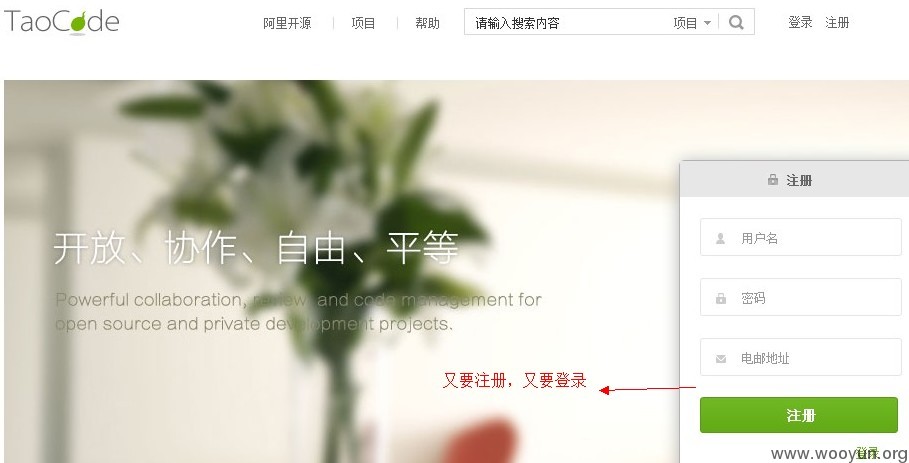 TaoCode
阿里开源 项目 帮助 请输入搜索内容 项目 登录 注册
注册
用户名
开放、协作、自由、平等
密码
Powerful collaboration, review, and code management for
open source and private development projects.
电邮地址
又要注册，又要登录
注册
登录
www.wooyun.org